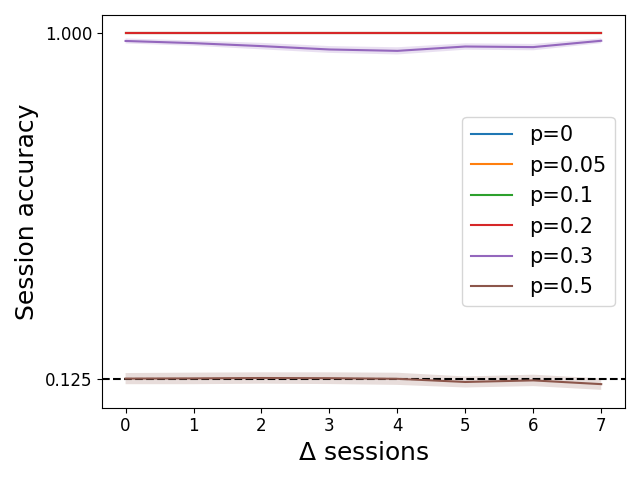 1.000
0.125
Session accuracy
p=0
p=0.05
p=0.1
p=0.2
p=0.3
p=0.5
0 1 2 3 4 5 6 7
Δ sessions